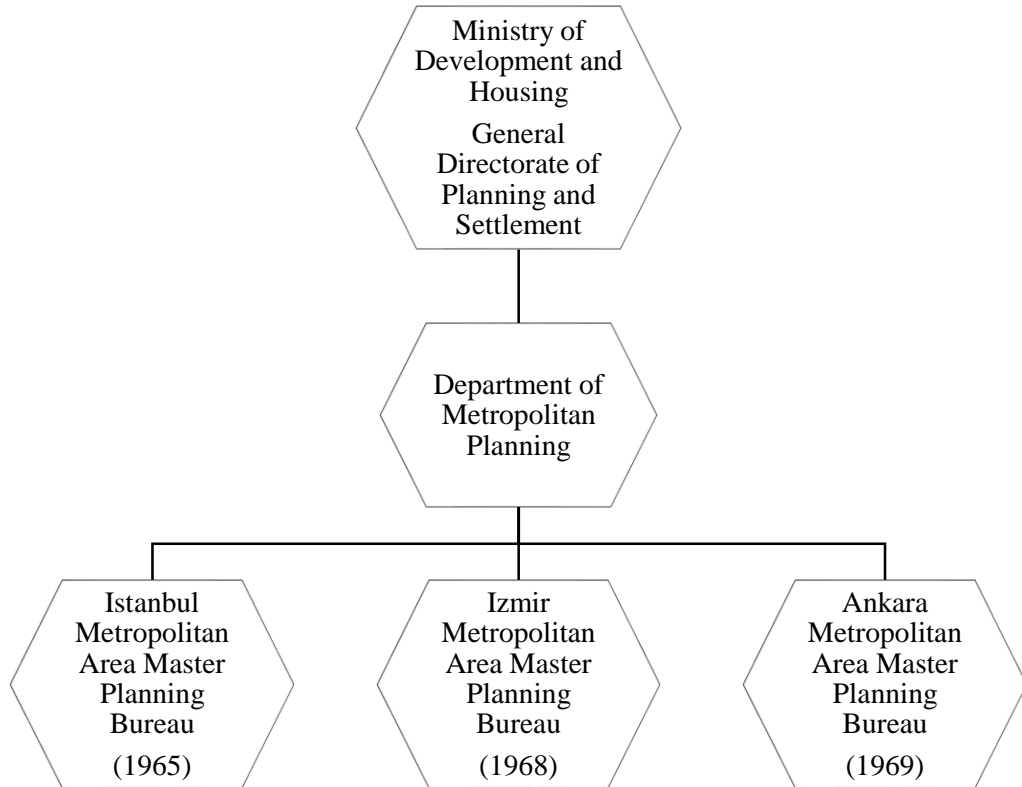 Ministry of
Development and
Housing
General
Directorate of
Planning and
Settlement
Department of
Metropolitan
Planning
Istanbul
Metropolitan
Area Master
Planning
Bureau
(1965)
Izmir
Metropolitan
Area Master
Planning
Bureau
(1968)
Ankara
Metropolitan
Area Master
Planning
Bureau
(1969)